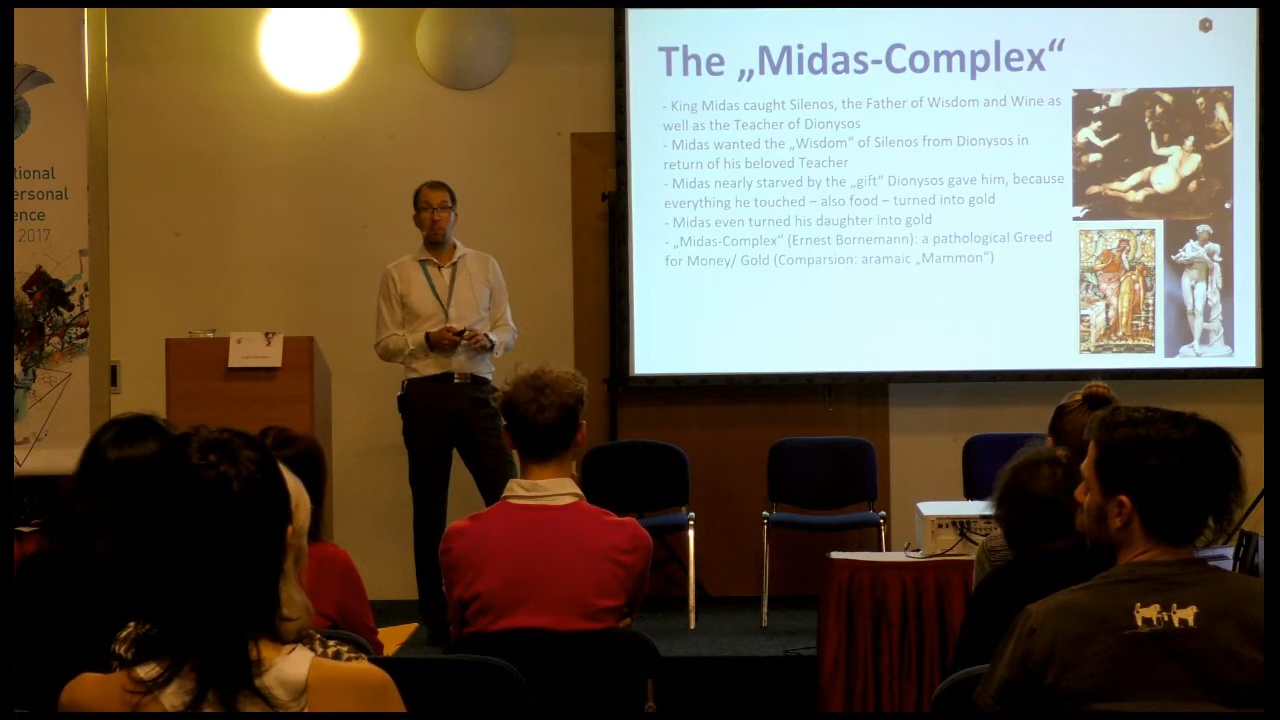 tional
ersonal
ence
2017
The „Midas-Complex“
- King Midas caught Silenos, the Father of Wisdom and Wine as
well as the Teacher of Dionysos
- Midas wanted the „Wisdom“ of Silenos from Dionysos in
return of his beloved Teacher
- Midas nearly starved by the „gift“ Dionysos gave him, because
everything he touched – also food – turned into gold
- Midas even turned his daughter into gold
- „Midas-Complex“ (Ernest Bornemann): a pathological Greed
for Money/ Gold (Comparsion: aramaic „Mammon“)